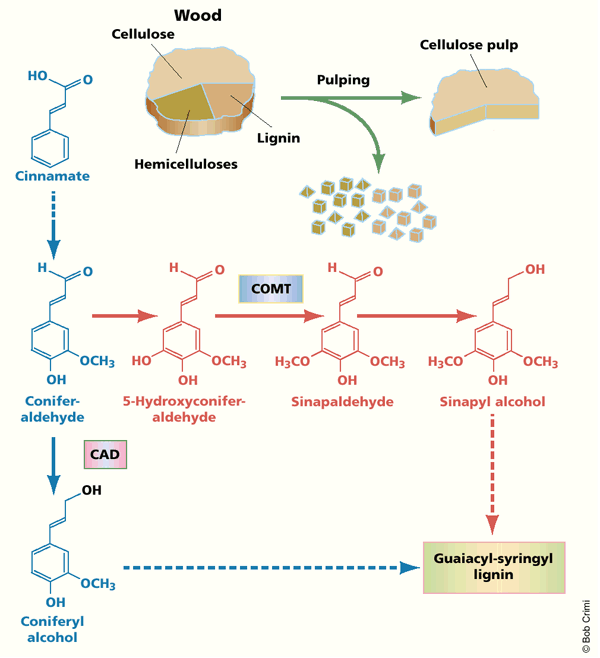 Wood
Cellulose
Cellulose pulp
Pulping
Lignin
Hemicelluloses
HO
O
Cinnamate
H
O
OCH₃
OH
Conifer-
aldehyde
H
O
HO
OCH₃
OH
5-Hydroxyconifer-
aldehyde
COMT
H
O
H₃CO
OCH₃
OH
Sinapaldehyde
OH
H₃CO
OCH₃
OH
Sinapyl alcohol
CAD
OH
OCH₃
OH
Coniferyl
alcohol
Guaiacyl-syringyl
lignin
© Bob Crimi